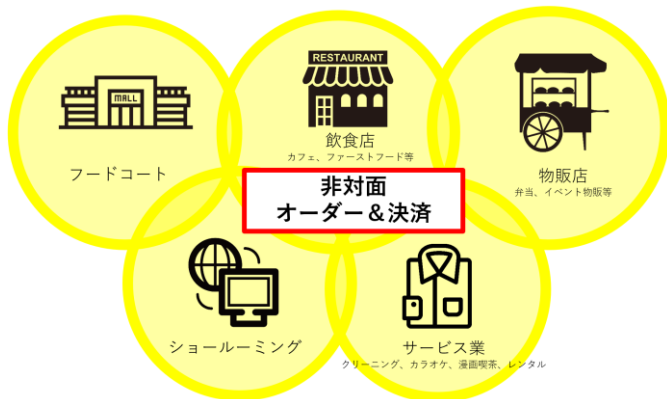 MALL
フードコート
RESTAURANT
飲食店
カフェ、ファーストフード等
物販店
弁当、イベント物販等
非対面
オーダー＆決済
ショールーミング
サービス業
クリーニング、カラオケ、漫画喫茶、レンタル